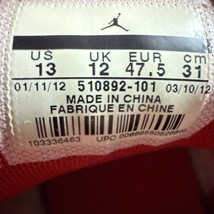 US UK EUR cm
13 12 47.5 31
01/11/12 510892-101 03/10/12
MADE IN CHINA
FABRIQUE EN CHINE
103336463 UPC